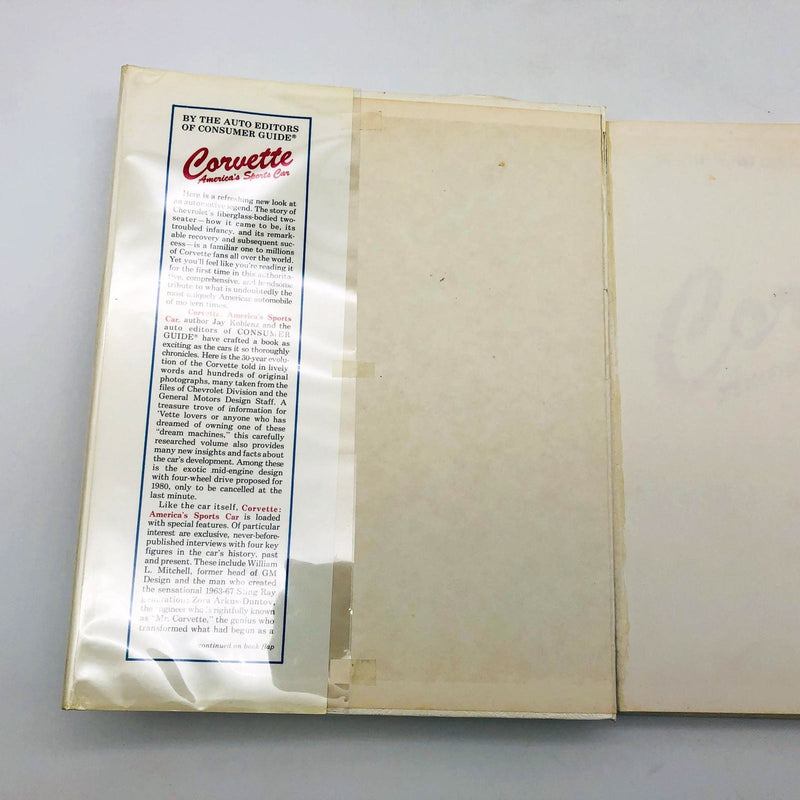 BY THE AUTO EDITORS
OF CONSUMER GUIDE®
Corvette
America's Sports Car
Here is a refreshing new look at
an automotive legend. The story of
Chevrolet's fiberglass-bodied two-
seater—how it came to be, its
troubled infancy, and its remark-
able recovery and subsequent suc-
cess—is a familiar one to millions
of Corvette fans all over the world.
Yet you'll feel like you're reading it
for the first time in this authorita-
tive, comprehensive, and handsome
tribute to what is undoubtedly the
most uniquely American automobile
of modern times.
Corvette: America's Sports
Car, author Jay Koblenz and the
auto editors of CONSUMER
GUIDE® have crafted a book as
exciting as the cars it so thoroughly
chronicles. Here is the 30-year evolu-
tion of the Corvette told in lively
words and hundreds of original
photographs, many taken from the
files of Chevrolet Division and the
General Motors Design Staff. A
treasure trove of information for
'Vette lovers or anyone who has
dreamed of owning one of these
"dream machines," this carefully
researched volume also provides
many new insights and facts about
the car's development. Among these
is the exotic mid-engine design
with four-wheel drive proposed for
1980, only to be cancelled at the
last minute.
Like the car itself, Corvette:
America's Sports Car is loaded
with special features. Of particular
interest are exclusive, never-before-
published interviews with four key
figures in the car's history, past
and present. These include William
L. Mitchell, former head of GM
Design and the man who created
the sensational 1963-67 Sting Ray
generation; Zora Arkus-Duntov,
the engineer who is rightfully known
as "Mr. Corvette," the genius who
transformed what had begun as a
continued on back flap